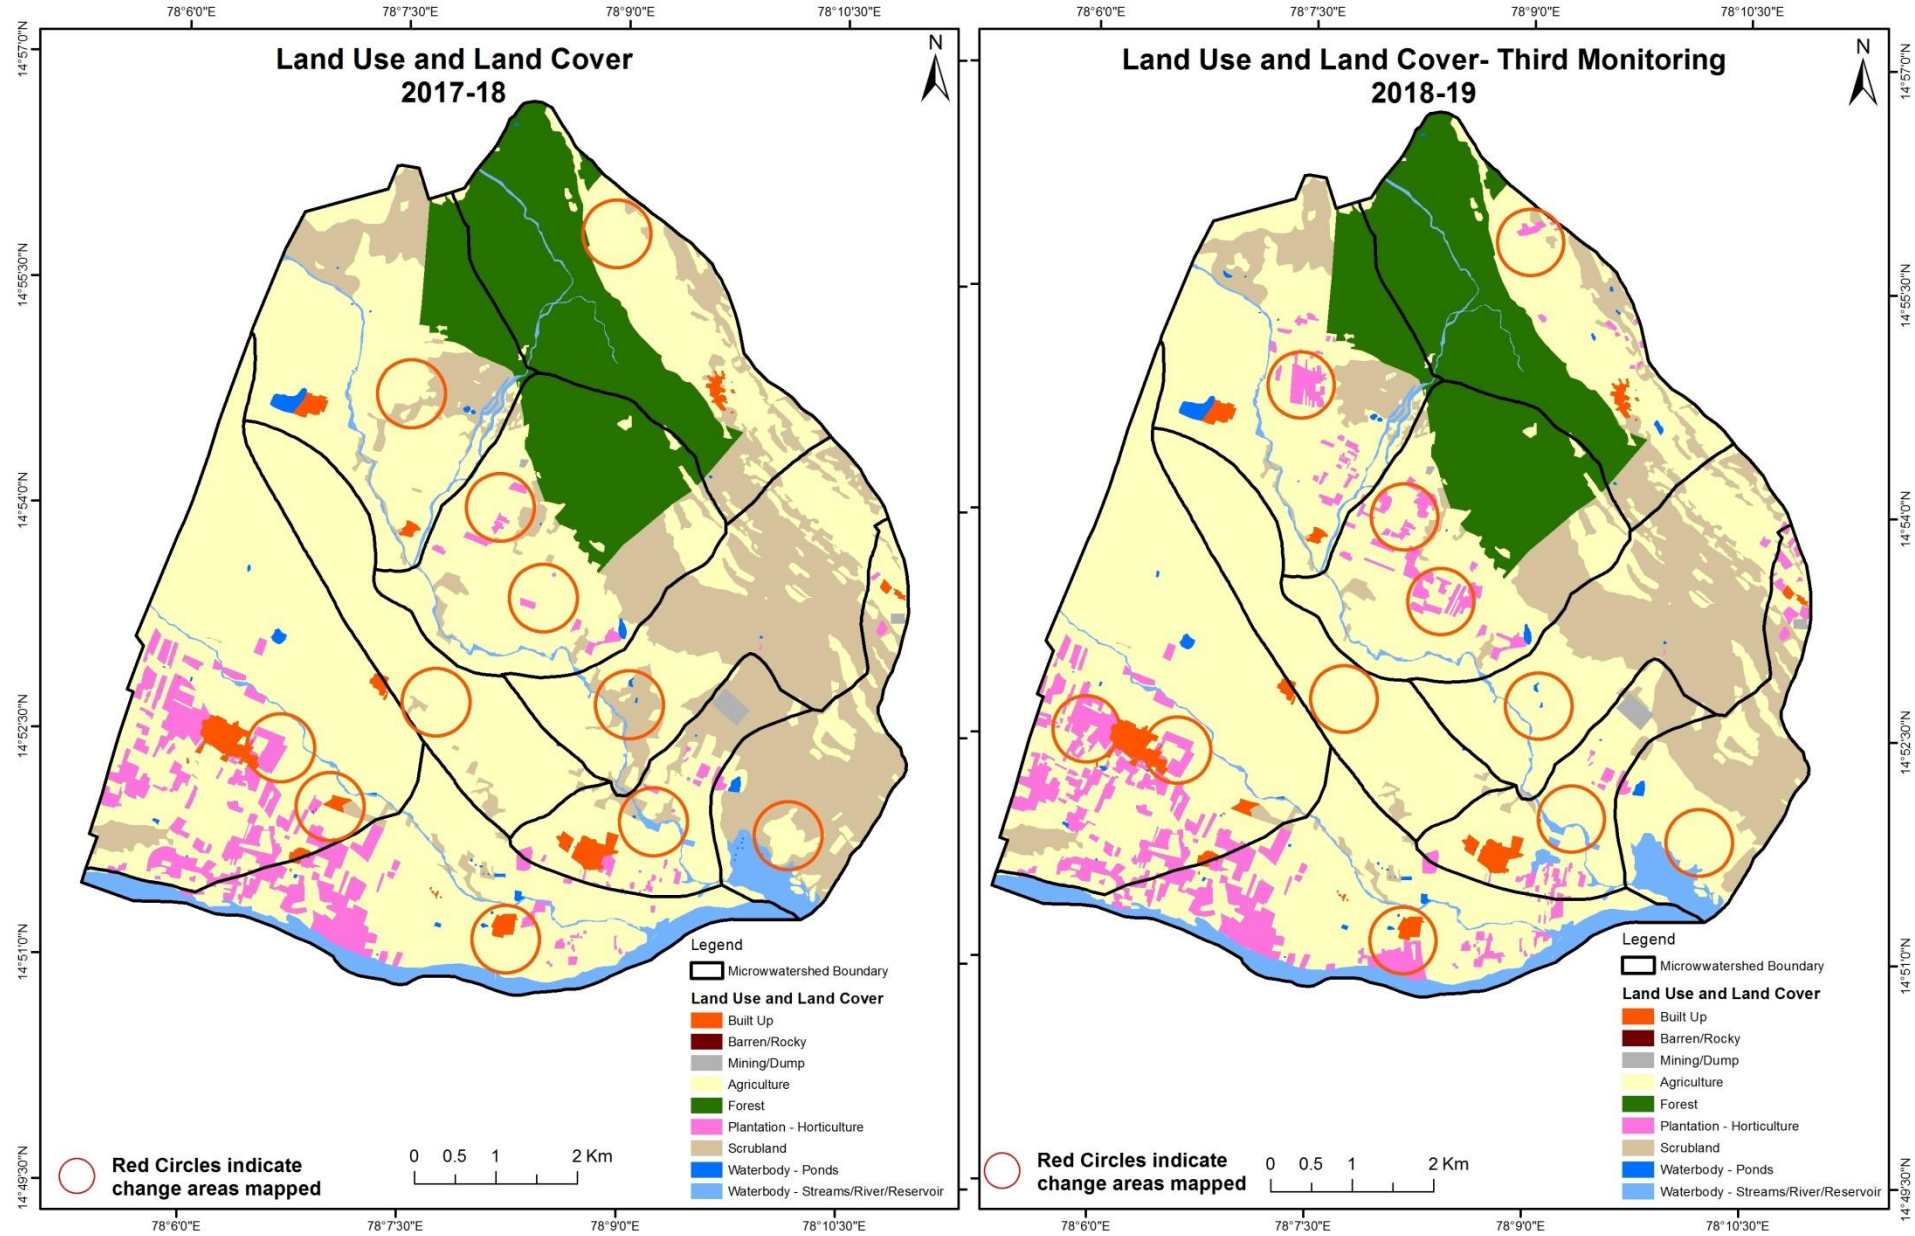 78°6'0"E
78°7'30"E
78°9'0"E
78°10'30"E
14°57'0"N
14°55'30"N
14°54'0"N
14°52'30"N
14°51'0"N
14°49'30"N
Land Use and Land Cover
2017-18
N
Legend
Microwwatershed Boundary
Land Use and Land Cover
Built Up
Barren/Rocky
Mining/Dump
Agriculture
Forest
Plantation - Horticulture
Scrubland
Waterbody - Ponds
Waterbody - Streams/River/Reservoir
Red Circles indicate
change areas mapped
0 0.5 1 2 Km
78°6'0"E
78°7'30"E
78°9'0"E
78°10'30"E
78°6'0"E
78°7'30"E
78°9'0"E
78°10'30"E
Land Use and Land Cover- Third Monitoring
2018-19
N
14°57'0"N
14°55'30"N
14°54'0"N
14°52'30"N
14°51'0"N
14°49'30"N
Legend
Microwwatershed Boundary
Land Use and Land Cover
Built Up
Barren/Rocky
Mining/Dump
Agriculture
Forest
Plantation - Horticulture
Scrubland
Waterbody - Ponds
Waterbody - Streams/River/Reservoir
Red Circles indicate
change areas mapped
0 0.5 1 2 Km
78°6'0"E
78°7'30"E
78°9'0"E
78°10'30"E